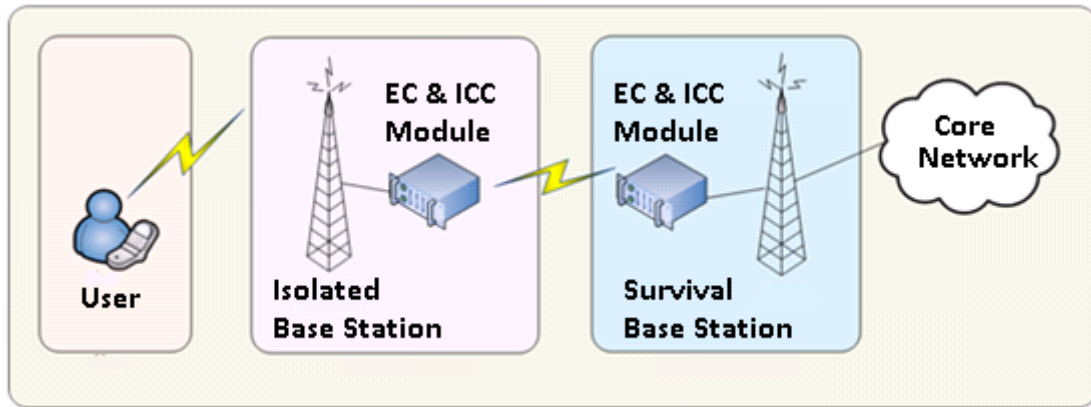 User
EC & ICC
Module
Isolated
Base Station
EC & ICC
Module
Survival
Base Station
Core
Network